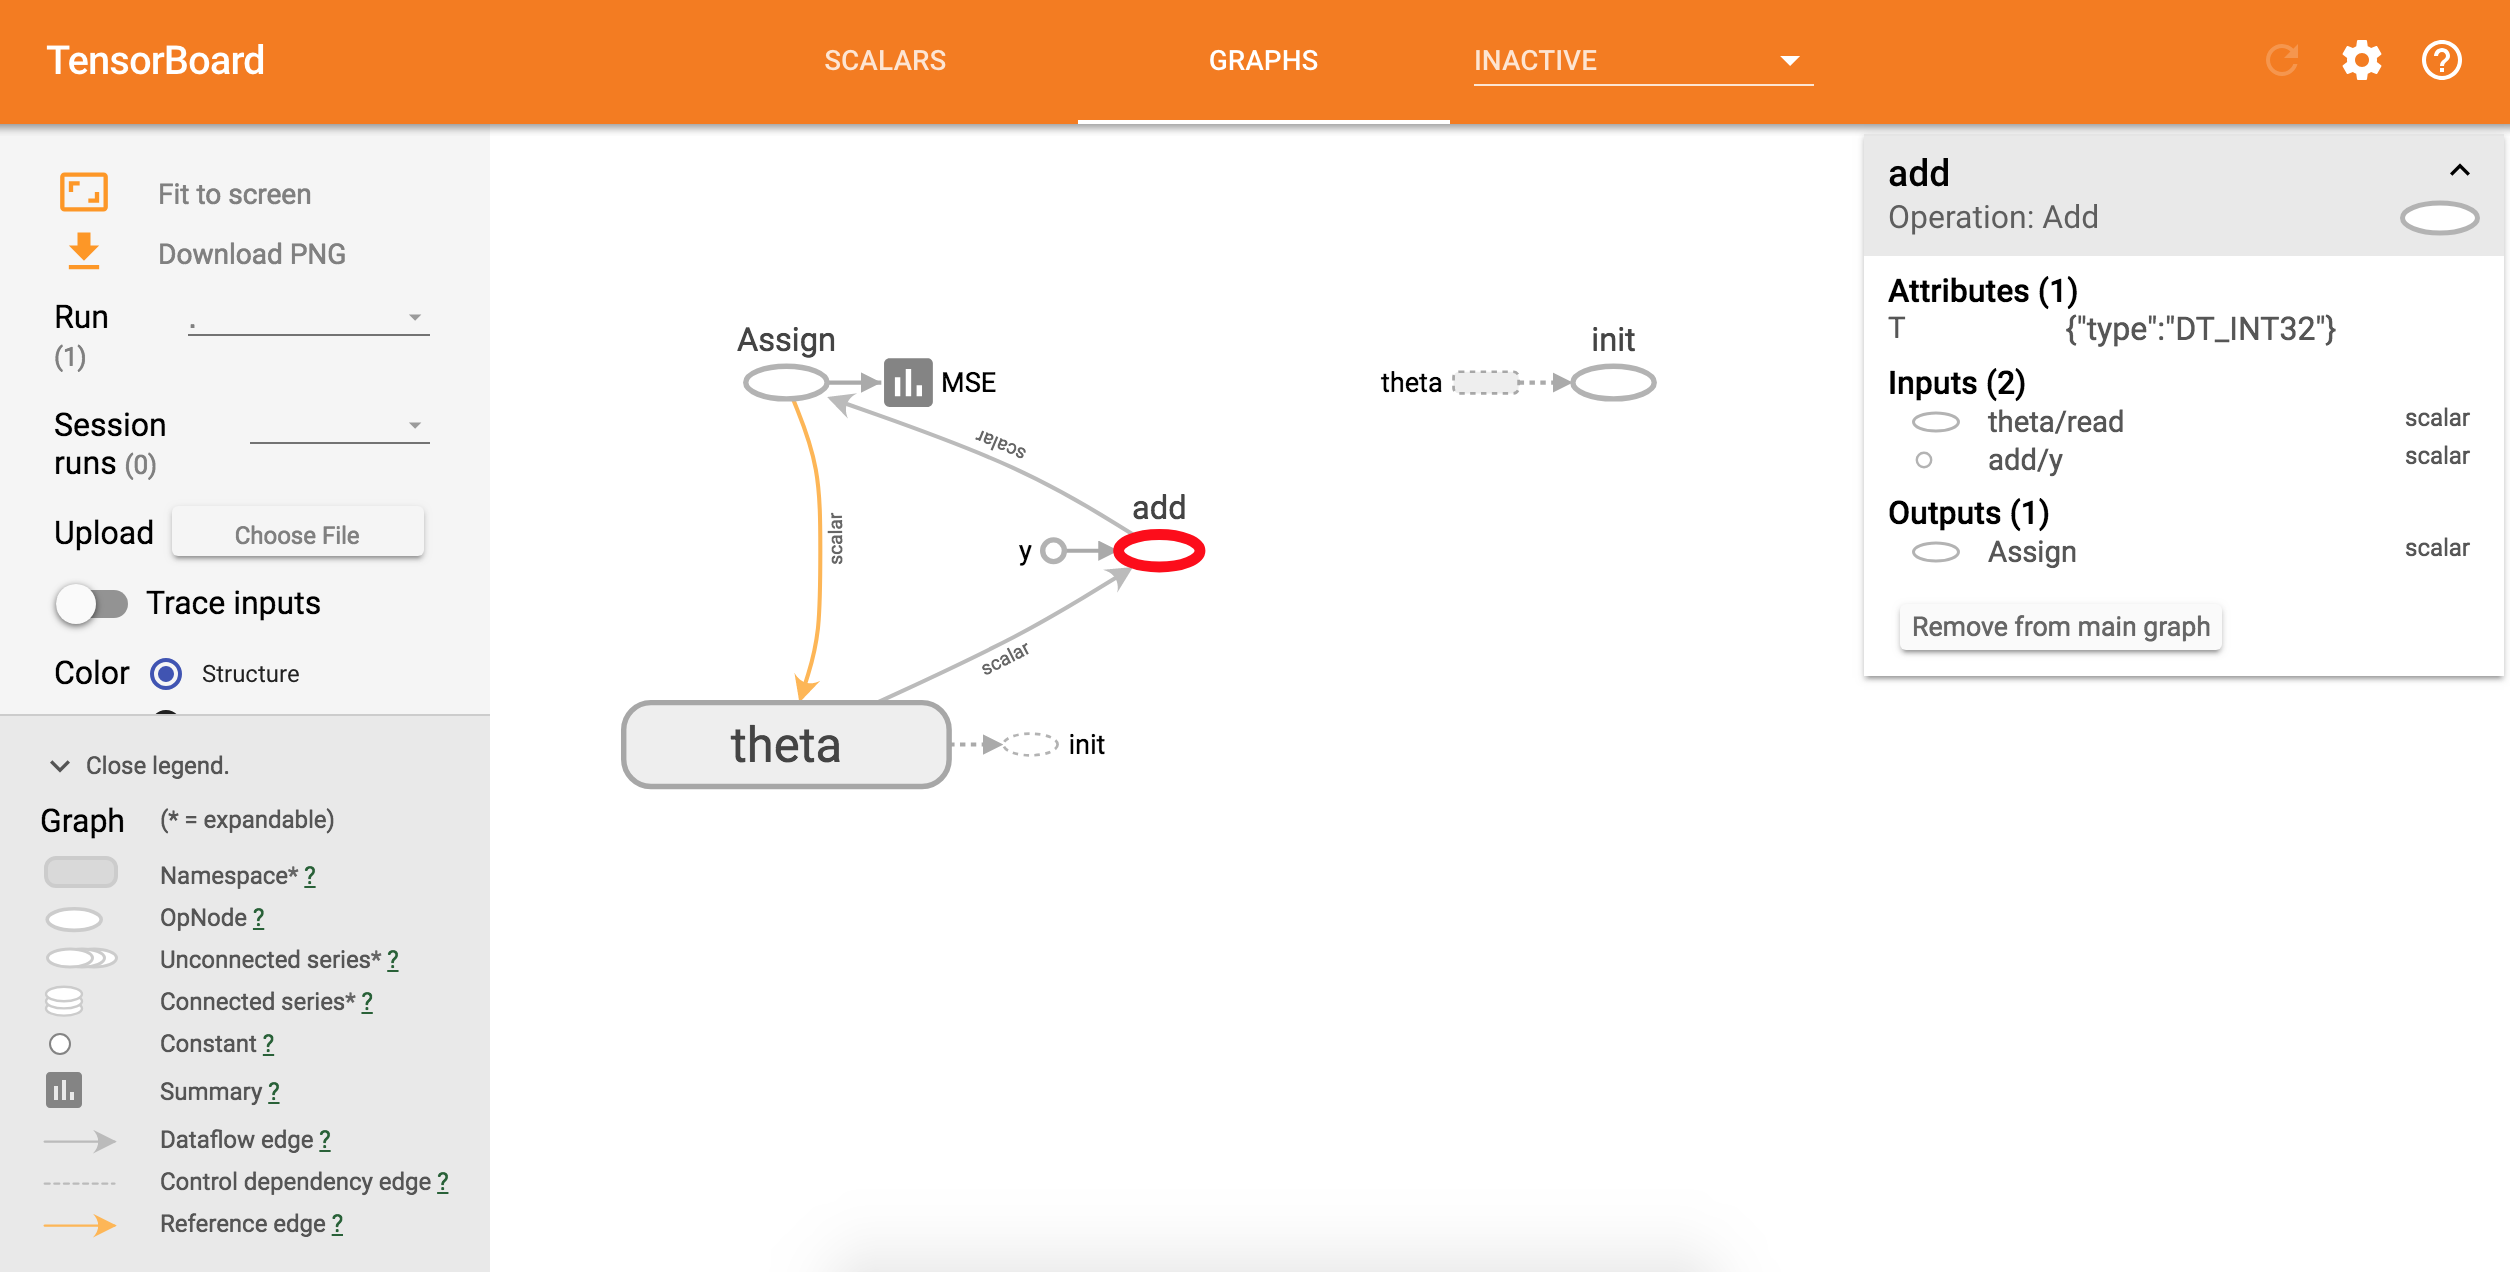 TensorBoard
SCALARS
GRAPHS
INACTIVE
Fit to screen
Download PNG
Run
(1)
.
Session
runs (0)
Upload
Choose File
Trace inputs
Color
Structure
Close legend.
Graph
(* = expandable)
Namespace* ?
OpNode ?
Unconnected series* ?
Connected series* ?
Constant ?
Summary ?
Dataflow edge ?
Control dependency edge ?
Reference edge ?
Assign
MSE
scalar
scalar
add
y
scalar
theta
init
init
theta
add
Operation: Add
Attributes (1)
T {"type":"DT_INT32"}
Inputs (2)
theta/read scalar
add/y scalar
Outputs (1)
Assign scalar
Remove from main graph